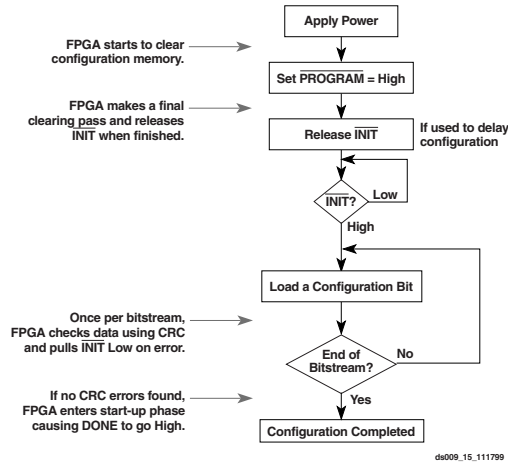 Apply Power
FPGA starts to clear
configuration memory.
Set PROGRAM = High
FPGA makes a final
clearing pass and releases
INIT when finished.
Release INIT
If used to delay
configuration
INIT?
Low
High
Load a Configuration Bit
Once per bitstream,
FPGA checks data using CRC
and pulls INIT Low on error.
End of
Bitstream?
No
Yes
If no CRC errors found,
FPGA enters start-up phase
causing DONE to go High.
Configuration Completed
ds009_15_111799